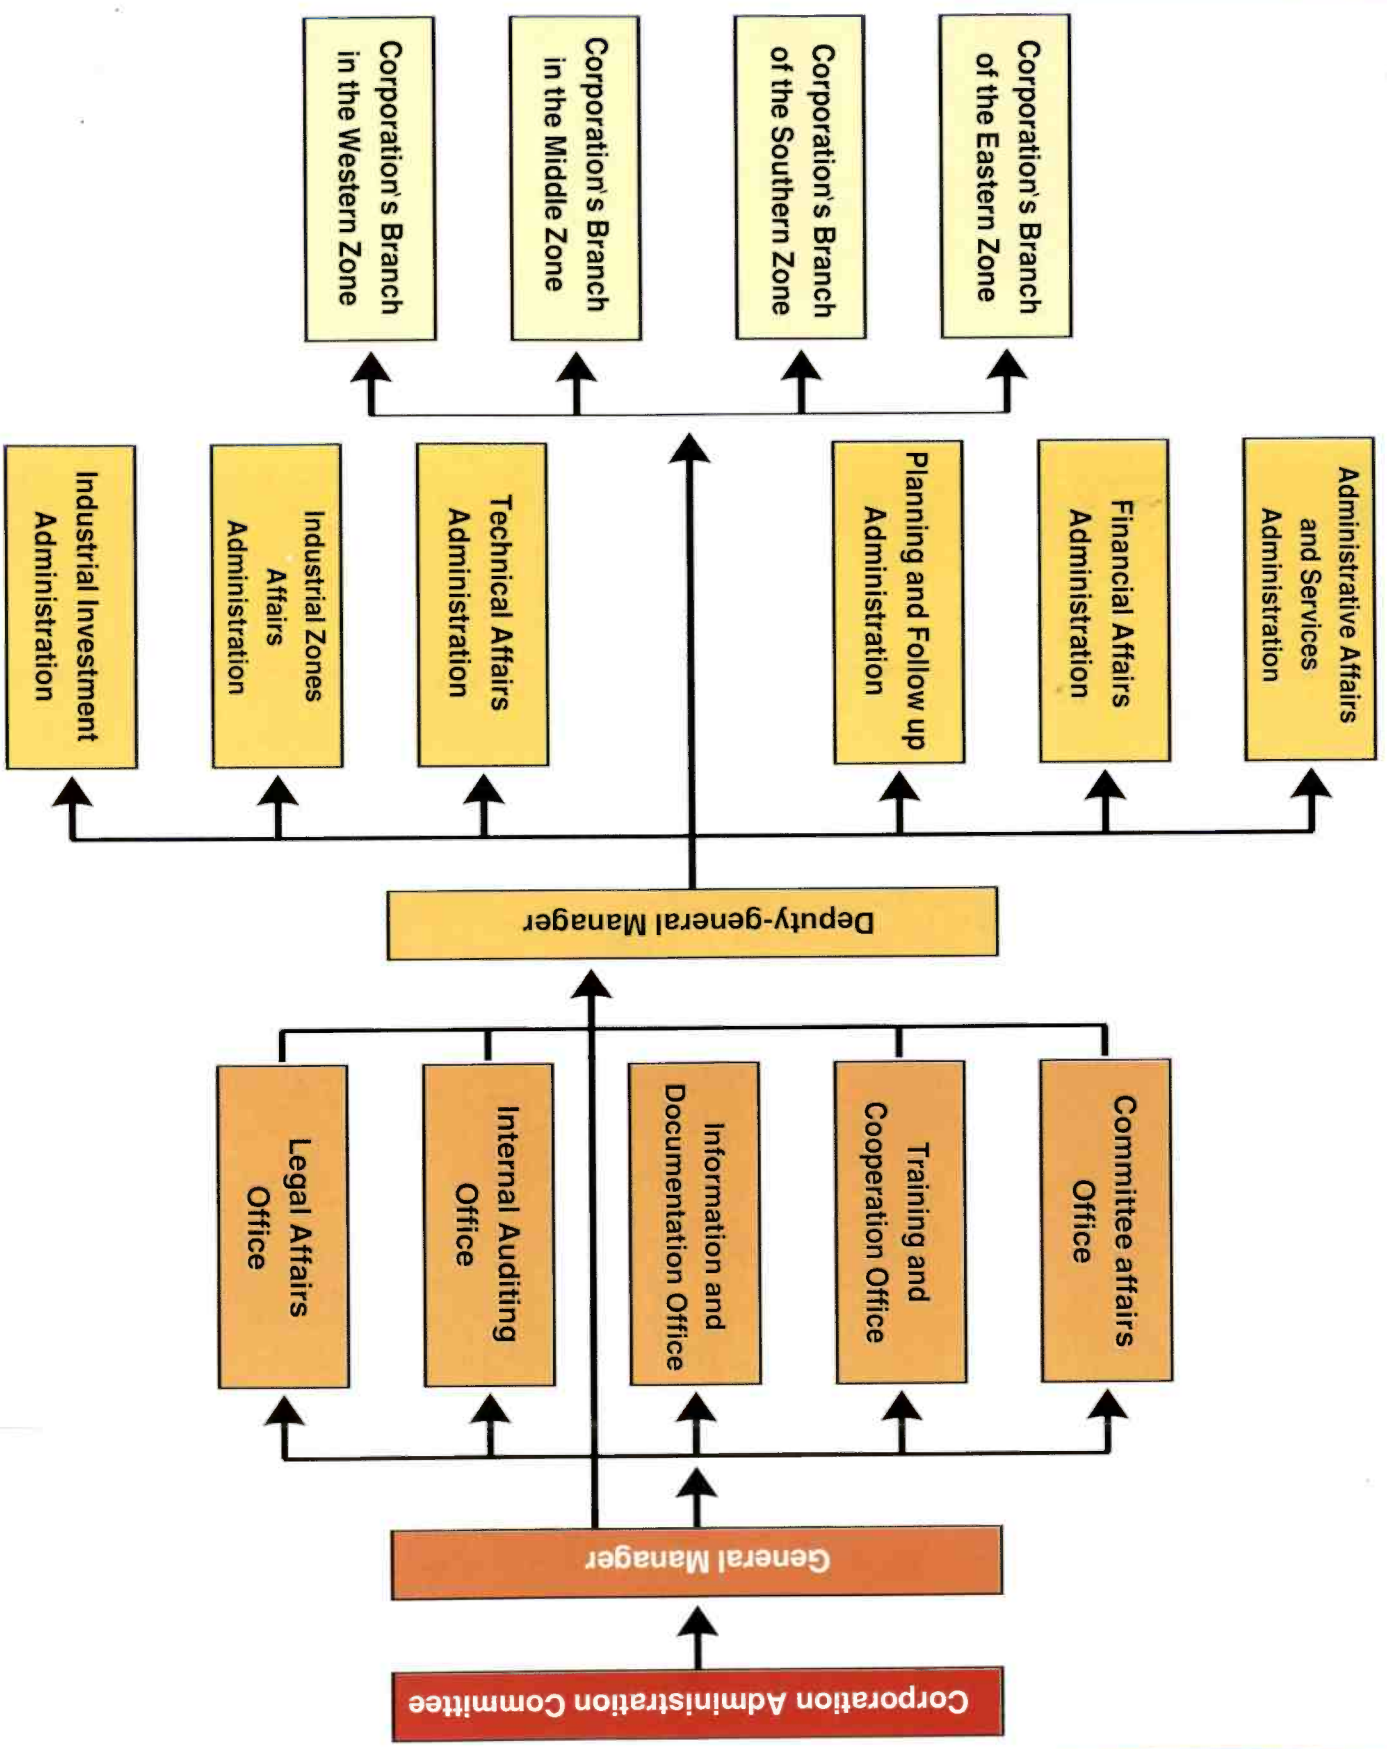 Corporation Administration Committee
General Manager
Committee affairs
Office
Training and
Cooperation Office
Information and
Documentation Office
Internal Auditing
Office
Legal Affairs
Office
Deputy-general Manager
Administrative Affairs
and Services
Administration
Financial Affairs
Administration
Planning and Follow up
Administration
Technical Affairs
Administration
Industrial Zones
Affairs
Administration
Industrial Investment
Administration
Corporation's Branch
of the Eastern Zone
Corporation's Branch
of the Southern Zone
Corporation's Branch
in the Middle Zone
Corporation's Branch
in the Western Zone